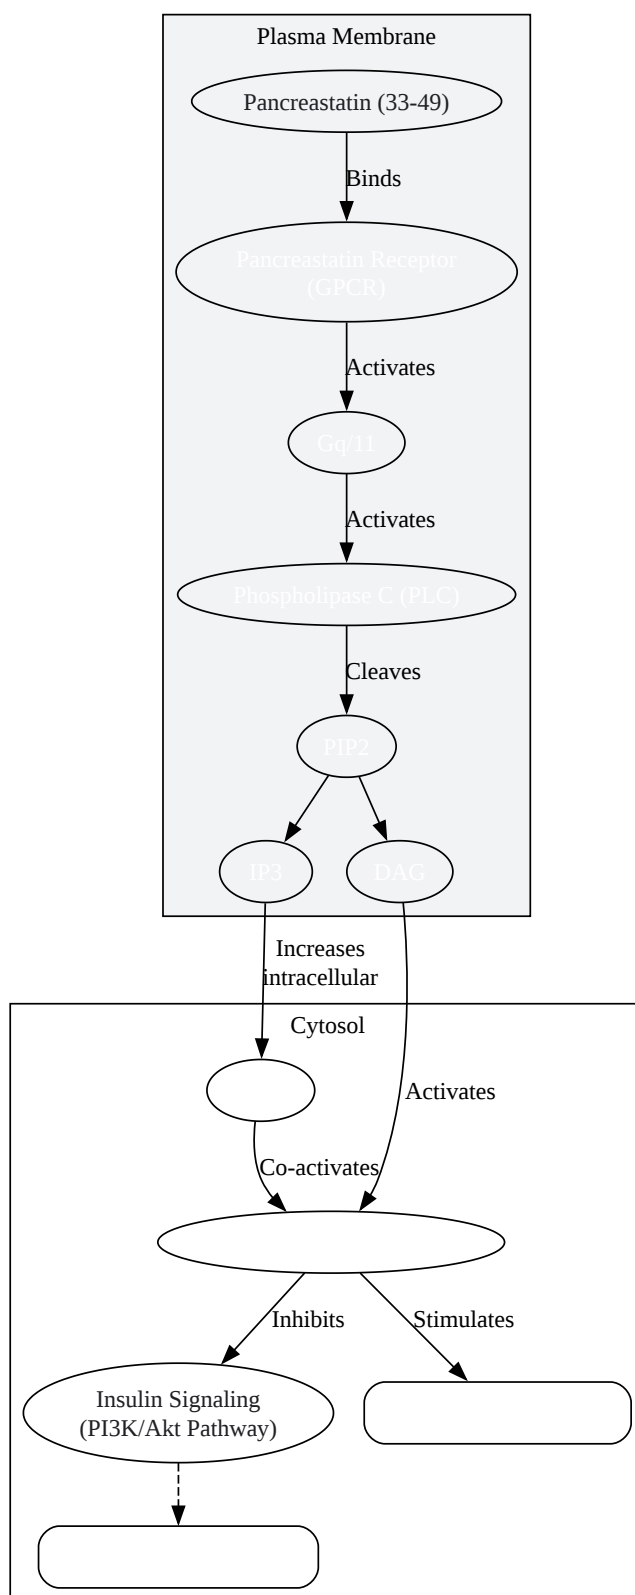 Plasma Membrane
Pancreastatin (33-49)
Binds
Pancreastatin Receptor
(GPCR)
Activates
Gq/11
Activates
Phospholipase C (PLC)
Cleaves
PIP2
IP3
DAG
Increases
intracellular
Cytosol
Activates
Co-activates
Inhibits
Stimulates
Insulin Signaling
(PI3K/Akt Pathway)